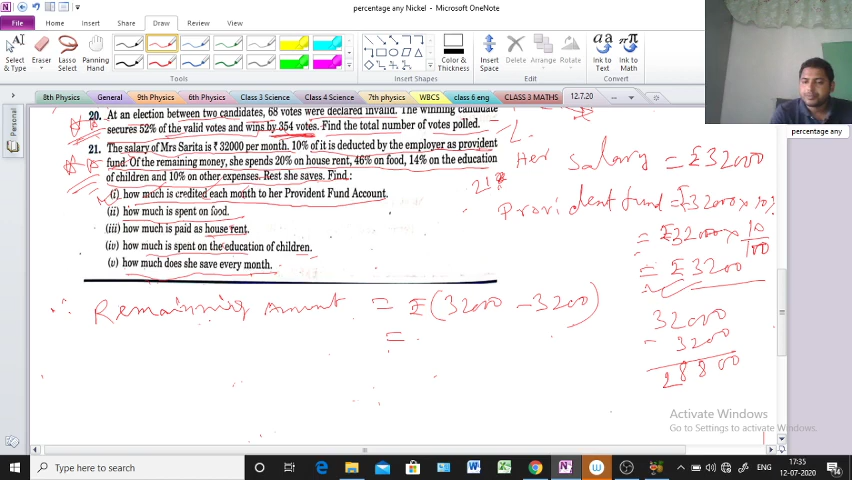 percentage any Nickel - Microsoft OneNote
File Home Insert Draw Review View
Select & Type
Eraser
Lasso Select
Panning Hand
Tools
Insert Shapes
Color & Thickness
Insert Space
Delete
Arrange
Rotate
Edit
Ink to Text
Ink to Math
Convert
percentage any
8th Physics General 9th Physics 6th Physics Class 3 Science Class 4 Science 7th physics WBCS class 6 eng CLASS 3 MATHS 12.7.20
Personal
20. At an election between two candidates, 68 votes were declared invalid. The winning candidate
secures 52% of the valid votes and wins by 354 votes. Find the total number of votes polled.
21. The salary of Mrs Sarita is ₹ 32000 per month. 10% of it is deducted by the employer as provident
fund. Of the remaining money, she spends 20% on house rent, 46% on food, 14% on the education
of children and 10% on other expenses. Rest she saves. Find :
(i) how much is credited each month to her Provident Fund Account.
(ii) how much is spent on food.
(iii) how much is paid as house rent.
(iv) how much is spent on the education of children.
(v) how much does she save every month.
Her Salary = ₹32000
21
Provident fund = ₹32000 × 10%
= ₹32000 × 10/100
= ₹3200
∴ Remainning Amount = ₹(32000 - 3200)
=
32000
- 3200
28800
Activate Windows
Go to Settings to activate Windows.
Type here to search
ENG
17:35
12-07-2020
14